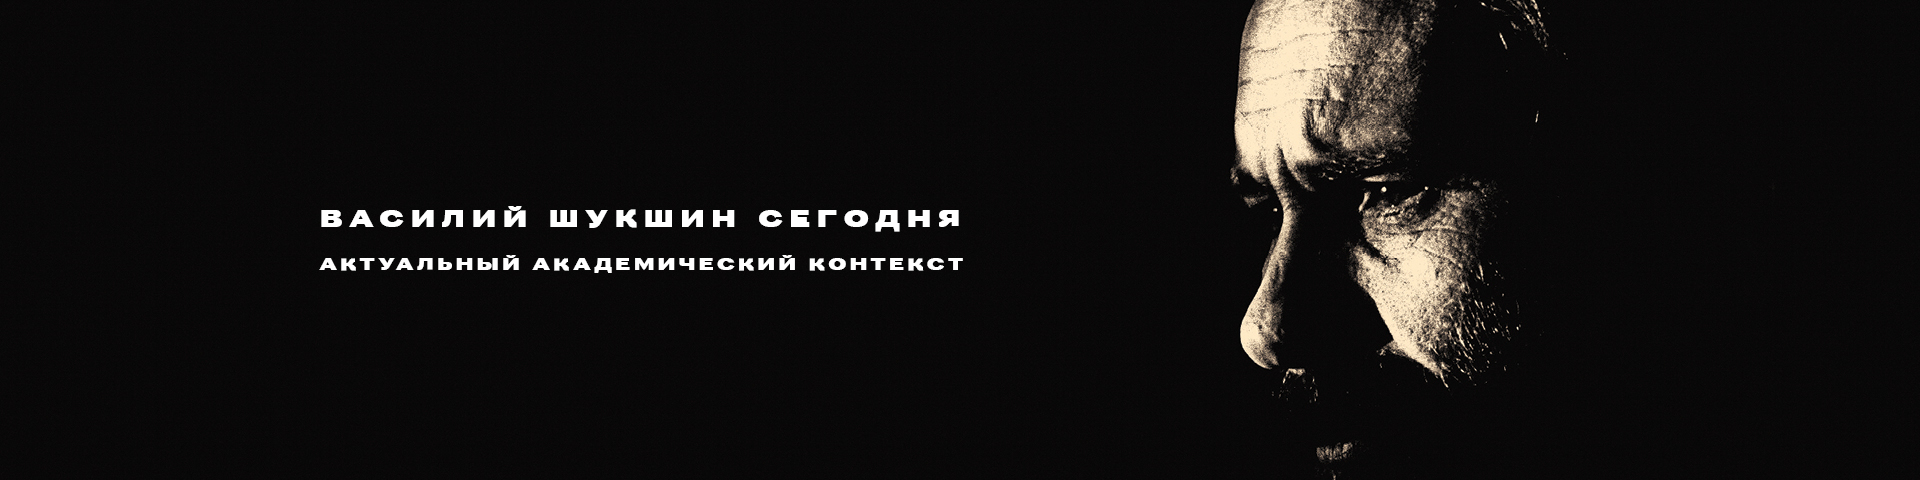 ВАСИЛИЙ ШУКШИН СЕГОДНЯ
АКТУАЛЬНЫЙ АКАДЕМИЧЕСКИЙ КОНТЕКСТ